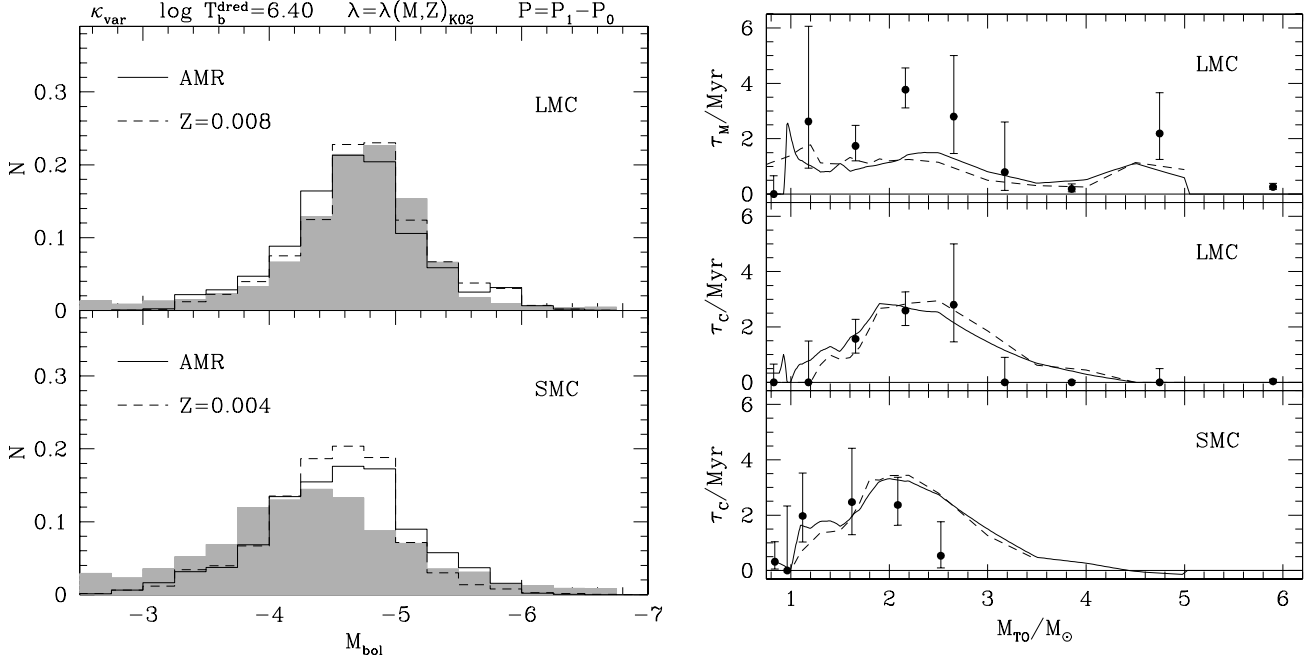 κvar log Tbdred=6.40 λ=λ(M,Z)K02 P=P1−P0
AMR
Z=0.008
LMC
N
0.3
0.2
0.1
0
AMR
Z=0.004
SMC
N
0.3
0.2
0.1
0
−3 −4 −5 −6 −7
Mbol
τM/Myr
6
4
2
0
LMC
τC/Myr
6
4
2
0
LMC
τC/Myr
6
4
2
0
SMC
1 2 3 4 5 6
MTO/M⊙